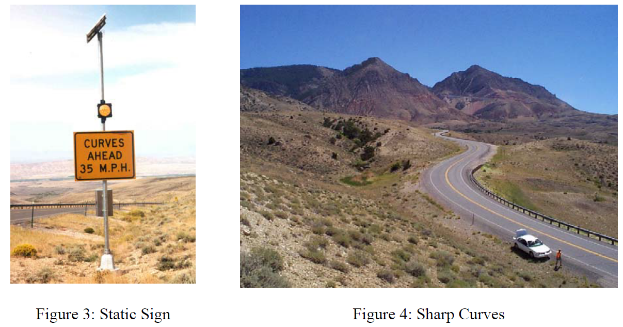 CURVES
AHEAD
35 M.P.H.
Figure 3: Static Sign
Figure 4: Sharp Curves